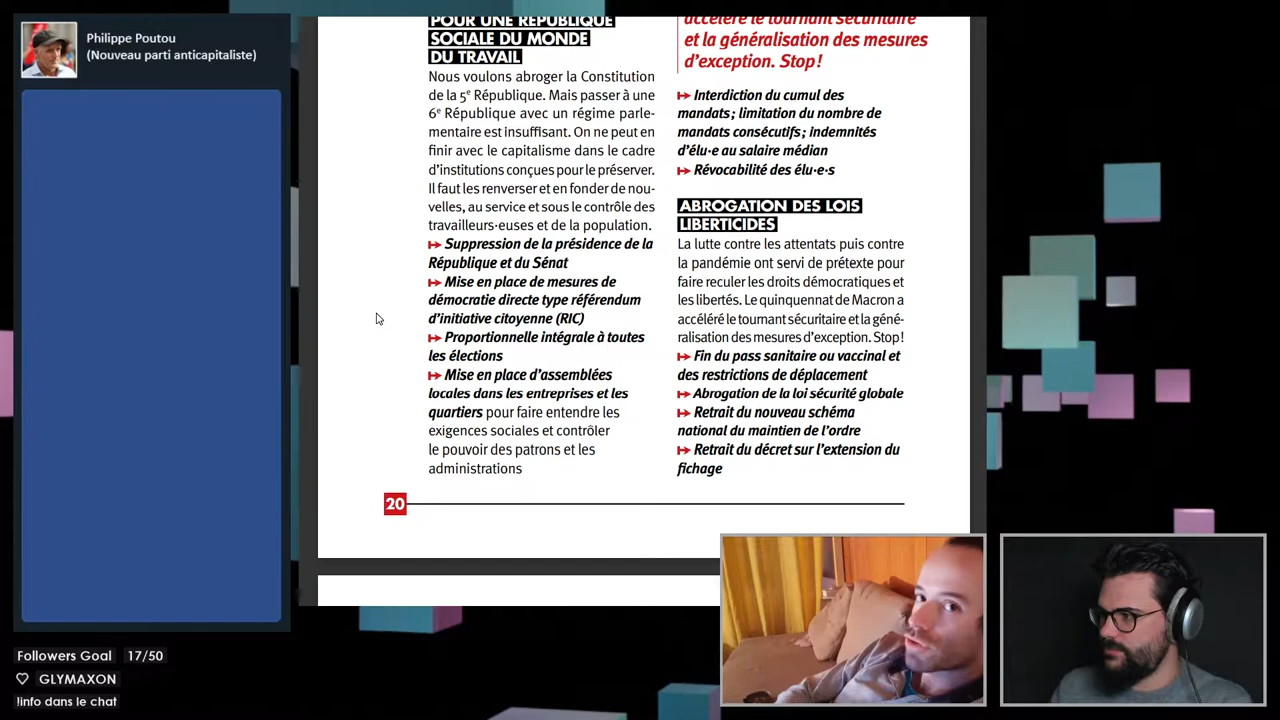 Philippe Poutou
(Nouveau parti anticapitaliste)
POUR UNE RÉPUBLIQUE
SOCIALE DU MONDE
DU TRAVAIL
Nous voulons abroger la Constitution
de la 5e République. Mais passer à une
6e République avec un régime parle-
mentaire est insuffisant. On ne peut en
finir avec le capitalisme dans le cadre
d’institutions conçues pour le préserver.
Il faut les renverser et en fonder de nou-
velles, au service et sous le contrôle des
travailleurs·euses et de la population.
Suppression de la présidence de la
République et du Sénat
Mise en place de mesures de
démocratie directe type référendum
d’initiative citoyenne (RIC)
Proportionnelle intégrale à toutes
les élections
Mise en place d’assemblées
locales dans les entreprises et les
quartiers pour faire entendre les
exigences sociales et contrôler
le pouvoir des patrons et les
administrations
accéléré le tournant sécuritaire
et la généralisation des mesures
d’exception. Stop!
Interdiction du cumul des
mandats; limitation du nombre de
mandats consécutifs; indemnités
d’élu·e au salaire médian
Révocabilité des élu·e·s
ABROGATION DES LOIS
LIBERTICIDES
La lutte contre les attentats puis contre
la pandémie ont servi de prétexte pour
faire reculer les droits démocratiques et
les libertés. Le quinquennat de Macron a
accéléré le tournant sécuritaire et la géné-
ralisation des mesures d’exception. Stop!
Fin du pass sanitaire ou vaccinal et
des restrictions de déplacement
Abrogation de la loi sécurité globale
Retrait du nouveau schéma
national du maintien de l’ordre
Retrait du décret sur l’extension du
fichage
20
Followers Goal 17/50
GLYMAXON
!info dans le chat